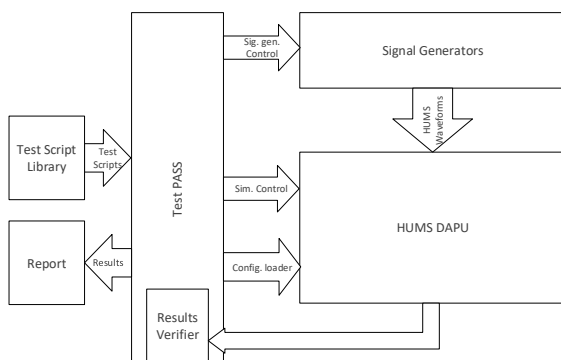 Sig. gen.
Control
Signal Generators
HUMS
Waveforms
Test Script
Library
Test
Scripts
Test PASS
Sim. Control
HUMS DAPU
Report
Results
Config. loader
Results
Verifier